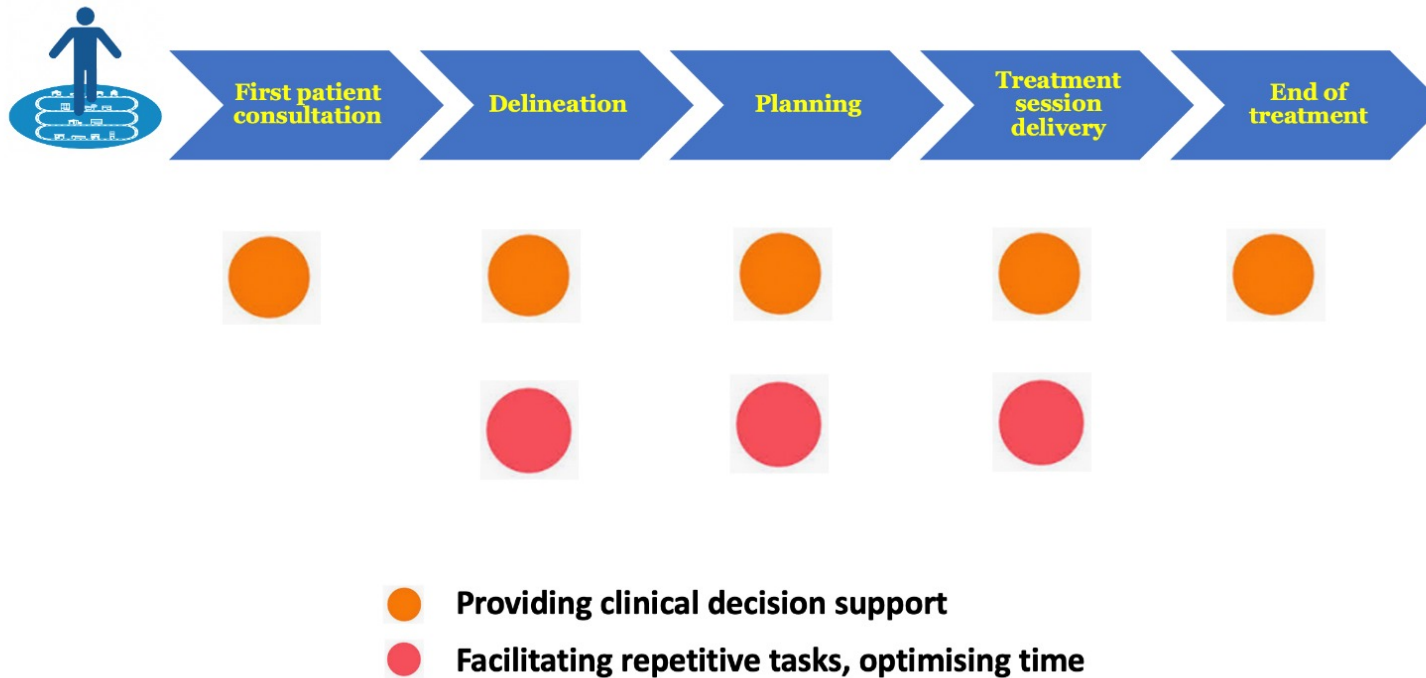 First patient
consultation
Delineation
Planning
Treatment
session
delivery
End of
treatment
Providing clinical decision support
Facilitating repetitive tasks, optimising time